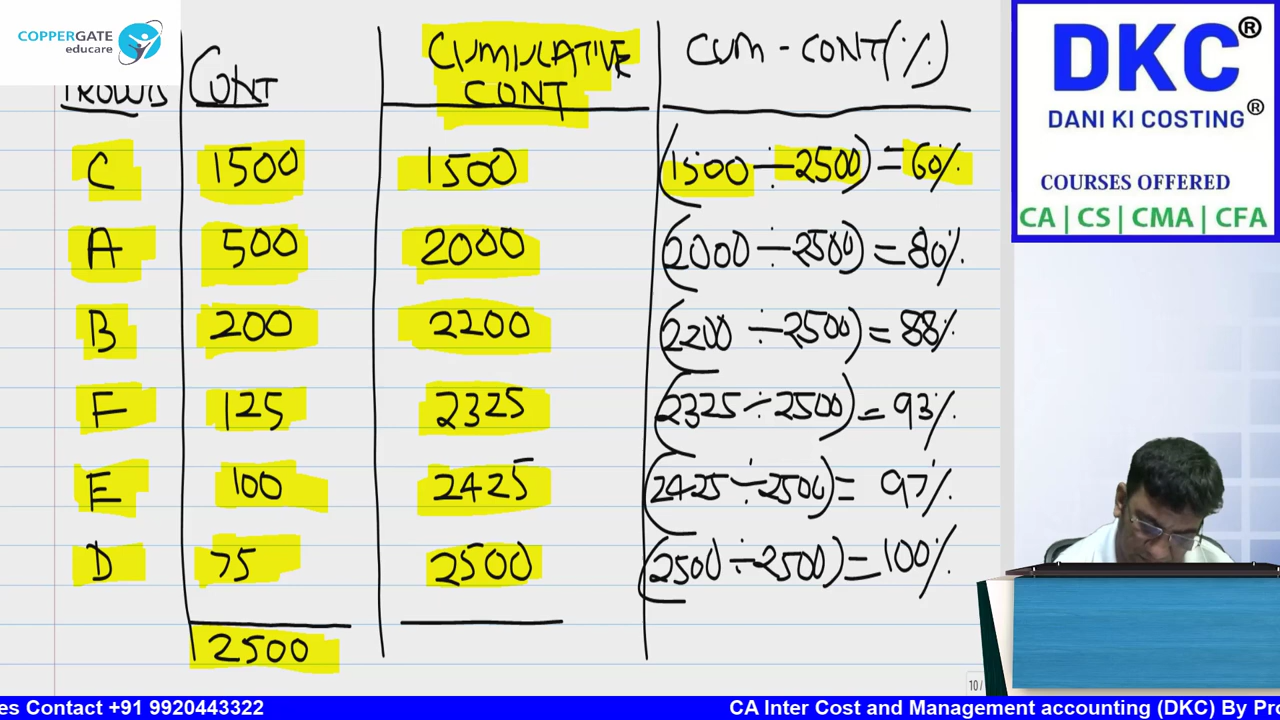 COPPERGATE
educare
CONT
CUMULATIVE
CONT
CUM - CONT (%)
C 1500 1500 (1500 ÷ 2500) = 60%
A 500 2000 (2000 ÷ 2500) = 80%
B 200 2200 (2200 ÷ 2500) = 88%
F 125 2325 (2325 ÷ 2500) = 93%
E 100 2425 (2425 ÷ 2500) = 97%
D 75 2500 (2500 ÷ 2500) = 100%
2500
DKC®
DANI KI COSTING®
COURSES OFFERED
CA | CS | CMA | CFA
10/
es Contact +91 9920443322
CA Inter Cost and Management accounting (DKC) By Pro